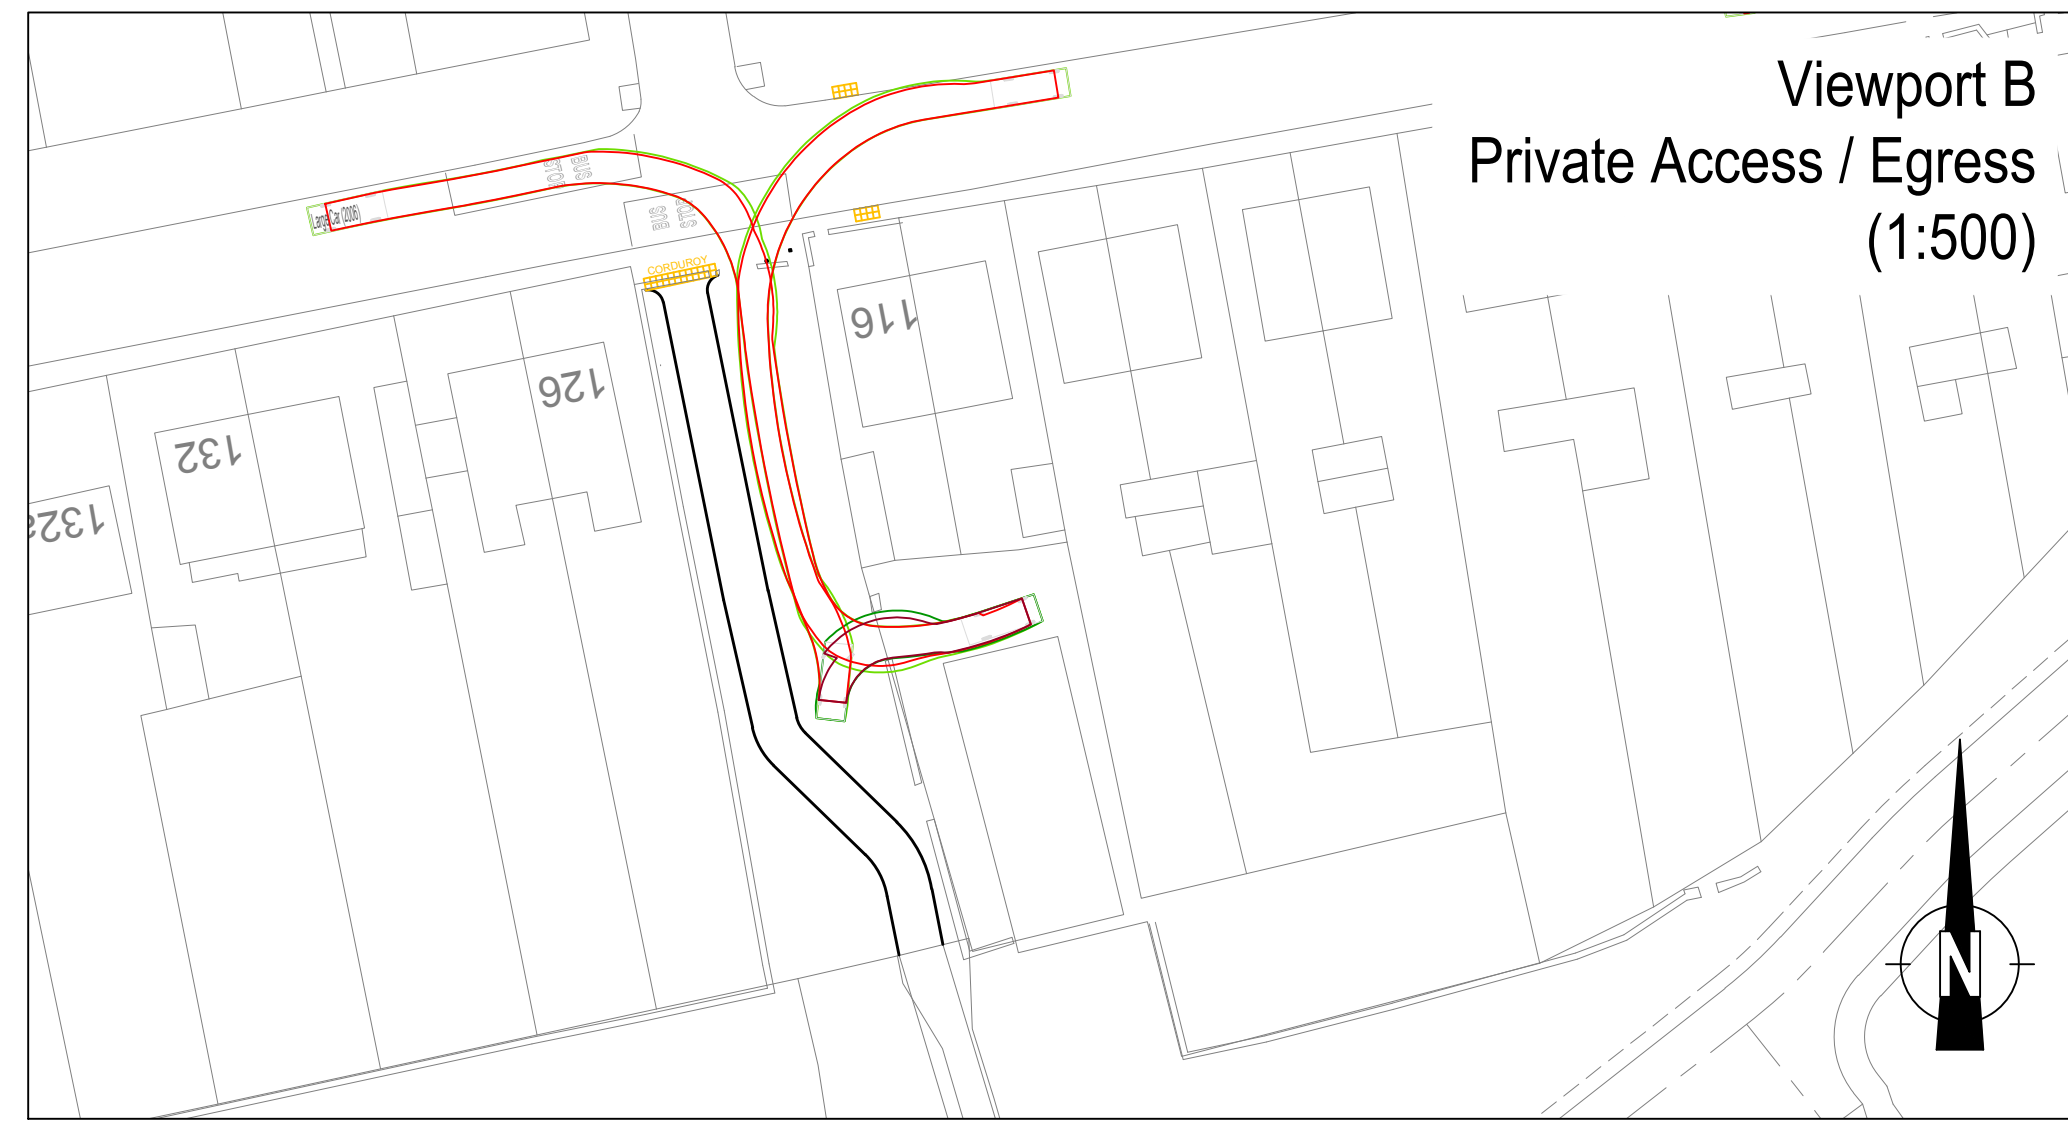 Viewport B
Private Access / Egress
(1:500)
BUS
STOP
Large Car (2006)
BUS
STOP
CORDUROY
116
126
132
132a
N